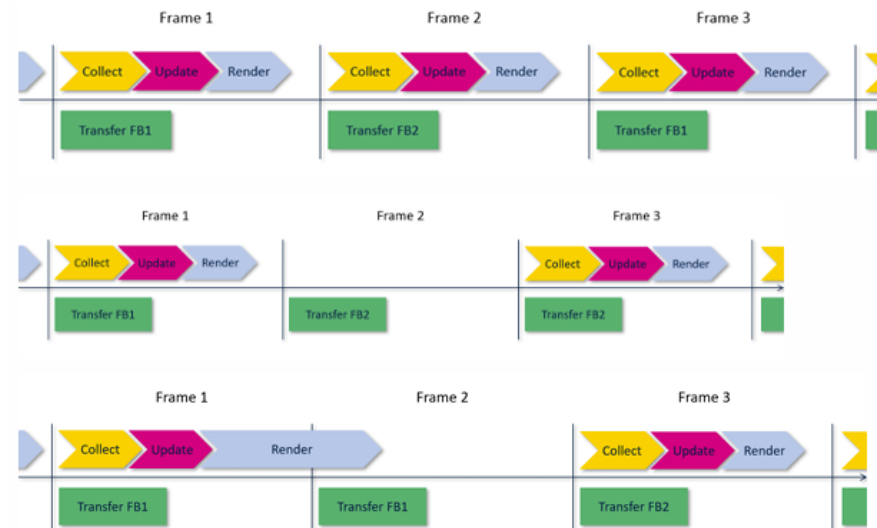 Frame 1 Frame 2 Frame 3
Collect Update Render Collect Update Render Collect Update Render
Transfer FB1 Transfer FB2 Transfer FB1
Frame 1 Frame 2 Frame 3
Collect Update Render Collect Update Render
Transfer FB1 Transfer FB2 Transfer FB2
Frame 1 Frame 2 Frame 3
Collect Update Render Collect Update Render
Transfer FB1 Transfer FB1 Transfer FB2